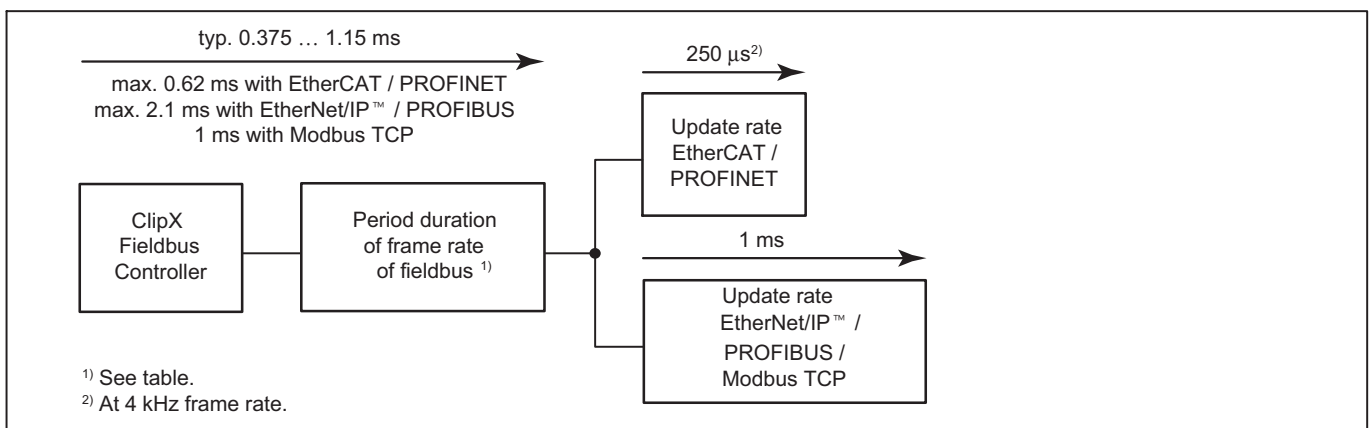 typ. 0.375 … 1.15 ms
max. 0.62 ms with EtherCAT / PROFINET
max. 2.1 ms with EtherNet/IP™ / PROFIBUS
1 ms with Modbus TCP
250 μs2)
Update rate
EtherCAT /
PROFINET
ClipX
Fieldbus
Controller
Period duration
of frame rate
of fieldbus 1)
1 ms
Update rate
EtherNet/IP™ /
PROFIBUS /
Modbus TCP
1) See table.
2) At 4 kHz frame rate.